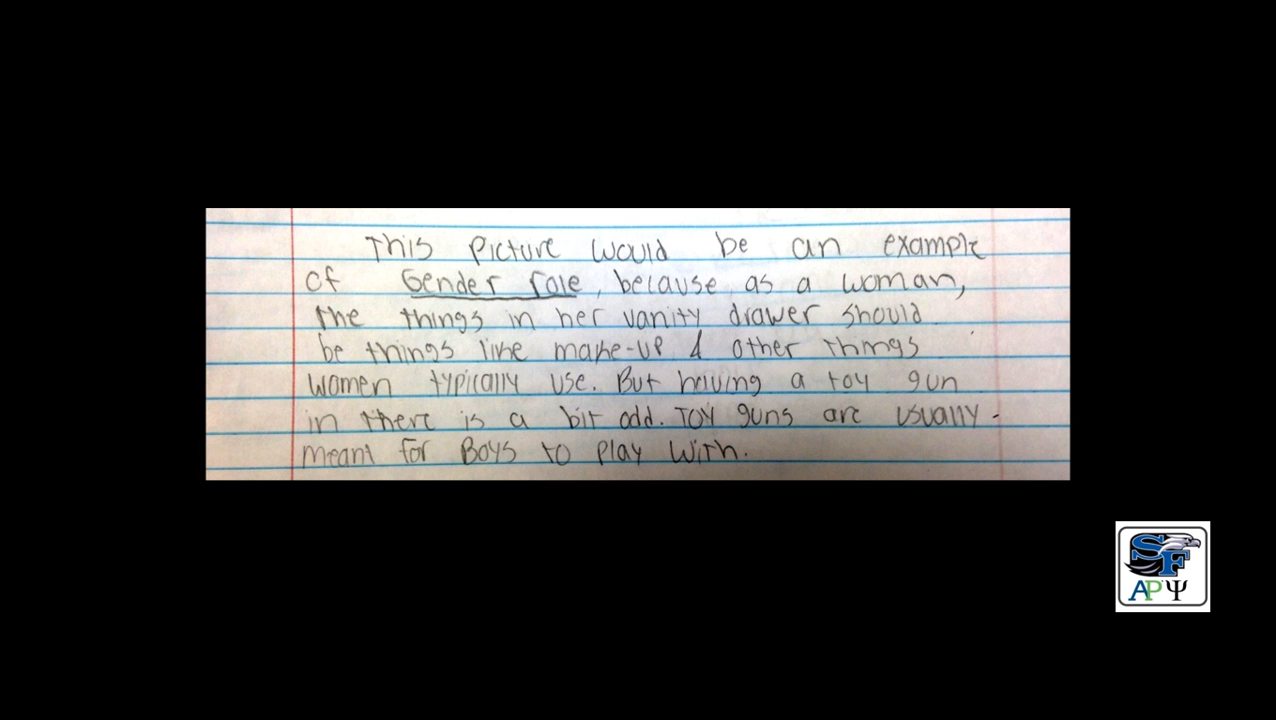 This Picture would be an example
of Gender role, because, as a woman,
the things in her vanity drawer should
be things like make-up & other things
women typically use. But having a toy gun
in there is a bit odd. Toy guns are usually
meant for Boys to play with.
SF
AP Ψ